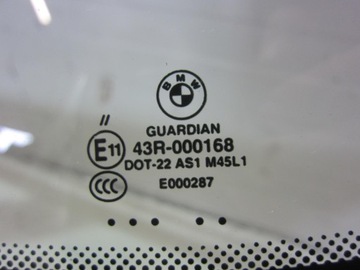 BMW
GUARDIAN
//
E11 43R-000168
DOT-22 AS1 M45L1
CCC E000287